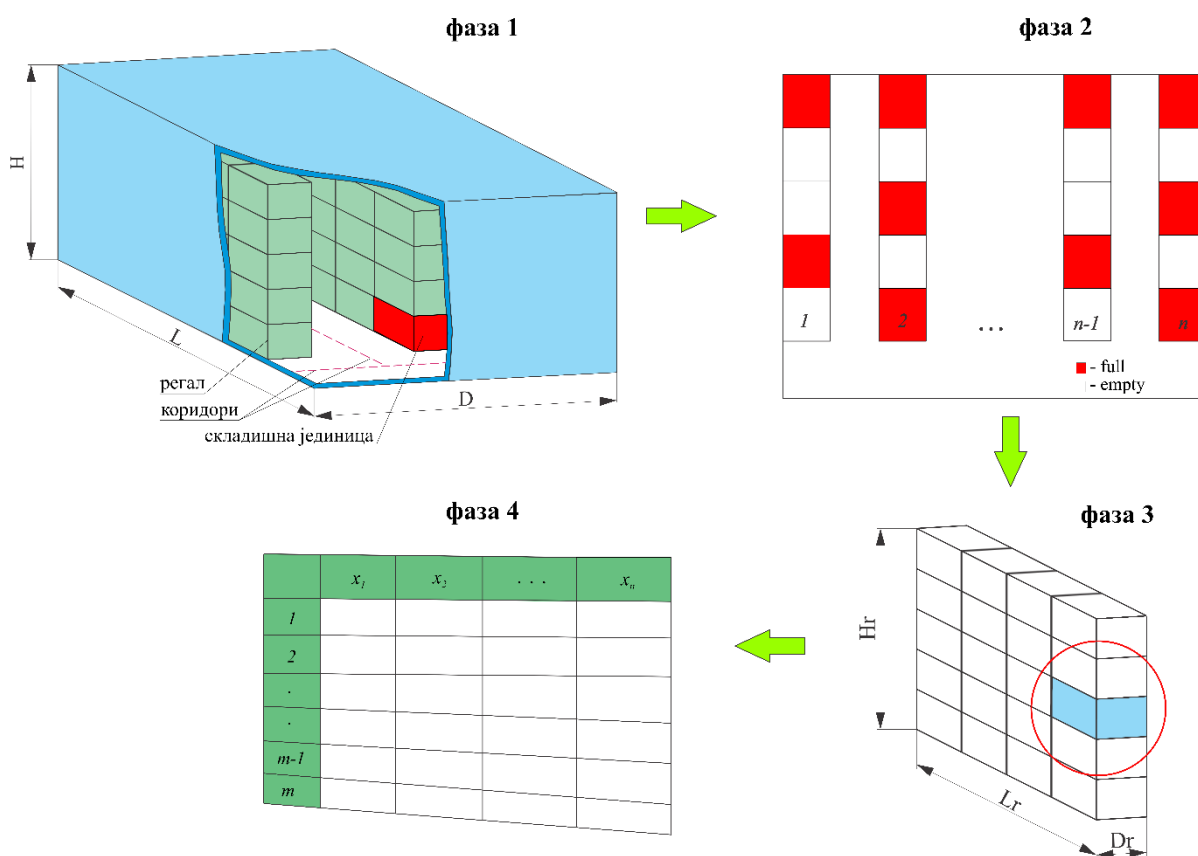 фаза 1
H
L
D
регал
коридори
складишна јединица
фаза 2
1
2
...
n-1
n
- full
- empty
фаза 3
Hr
Lr
Dr
фаза 4
x₁ x₂ . . . xₙ
1
2
.
.
m-1
m